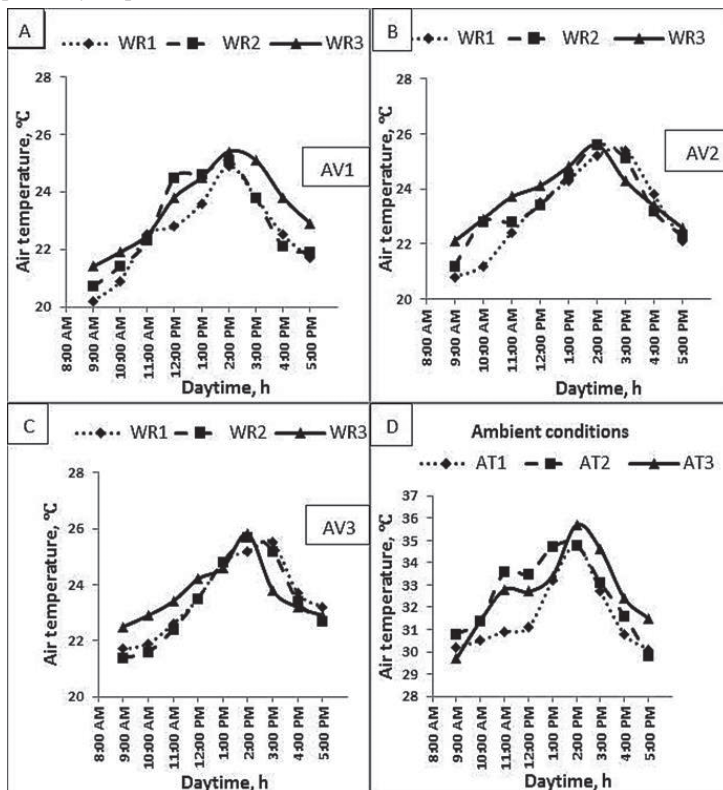 A
WR1 WR2 WR3
Air temperature, °C
28
26
24
22
20
AV1
8:00 AM
9:00 AM
10:00 AM
11:00 AM
12:00 PM
1:00 PM
2:00 PM
3:00 PM
4:00 PM
5:00 PM
Daytime, h
B
WR1 WR2 WR3
Air temperature, °C
28
26
24
22
20
AV2
8:00 AM
9:00 AM
10:00 AM
11:00 AM
12:00 PM
1:00 PM
2:00 PM
3:00 PM
4:00 PM
5:00 PM
Daytime, h
C
WR1 WR2 WR3
Air temperature, °C
28
26
24
22
20
AV3
8:00 AM
9:00 AM
10:00 AM
11:00 AM
12:00 PM
1:00 PM
2:00 PM
3:00 PM
4:00 PM
5:00 PM
Daytime, h
D
Ambient conditions
AT1 AT2 AT3
Air temperature, °C
37
36
35
34
33
32
31
30
29
28
8:00 AM
9:00 AM
10:00 AM
11:00 AM
12:00 PM
1:00 PM
2:00 PM
3:00 PM
4:00 PM
5:00 PM
Daytime, h